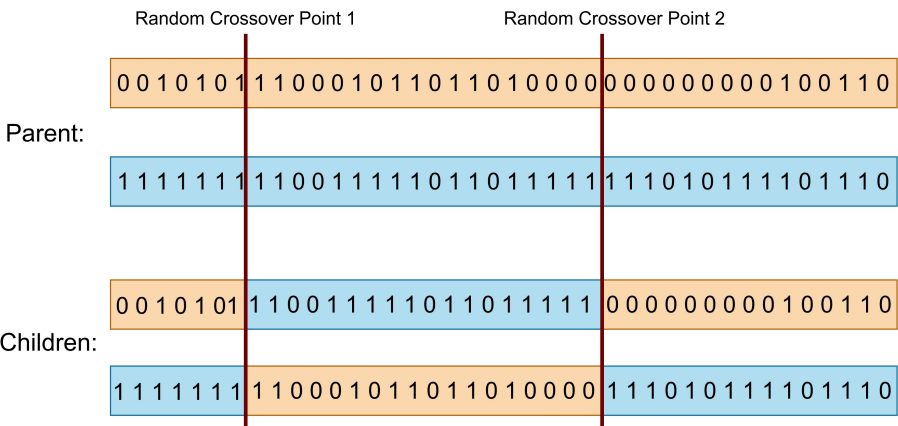 Random Crossover Point 1 Random Crossover Point 2
0 0 1 0 1 0 1 1 1 0 0 0 1 0 1 1 0 1 1 0 1 0 0 0 0 0 0 0 0 0 0 0 0 0 1 0 0 1 1 0
Parent:
1 1 1 1 1 1 1 1 1 0 0 1 1 1 1 1 0 1 1 0 1 1 1 1 1 1 1 1 0 1 0 1 1 1 1 0 1 1 1 0
0 0 1 0 1 01 1 1 0 0 1 1 1 1 1 0 1 1 0 1 1 1 1 1 0 0 0 0 0 0 0 0 0 1 0 0 1 1 0
Children:
1 1 1 1 1 1 1 1 1 0 0 0 1 0 1 1 0 1 1 0 1 0 0 0 0 1 1 1 0 1 0 1 1 1 1 0 1 1 1 0